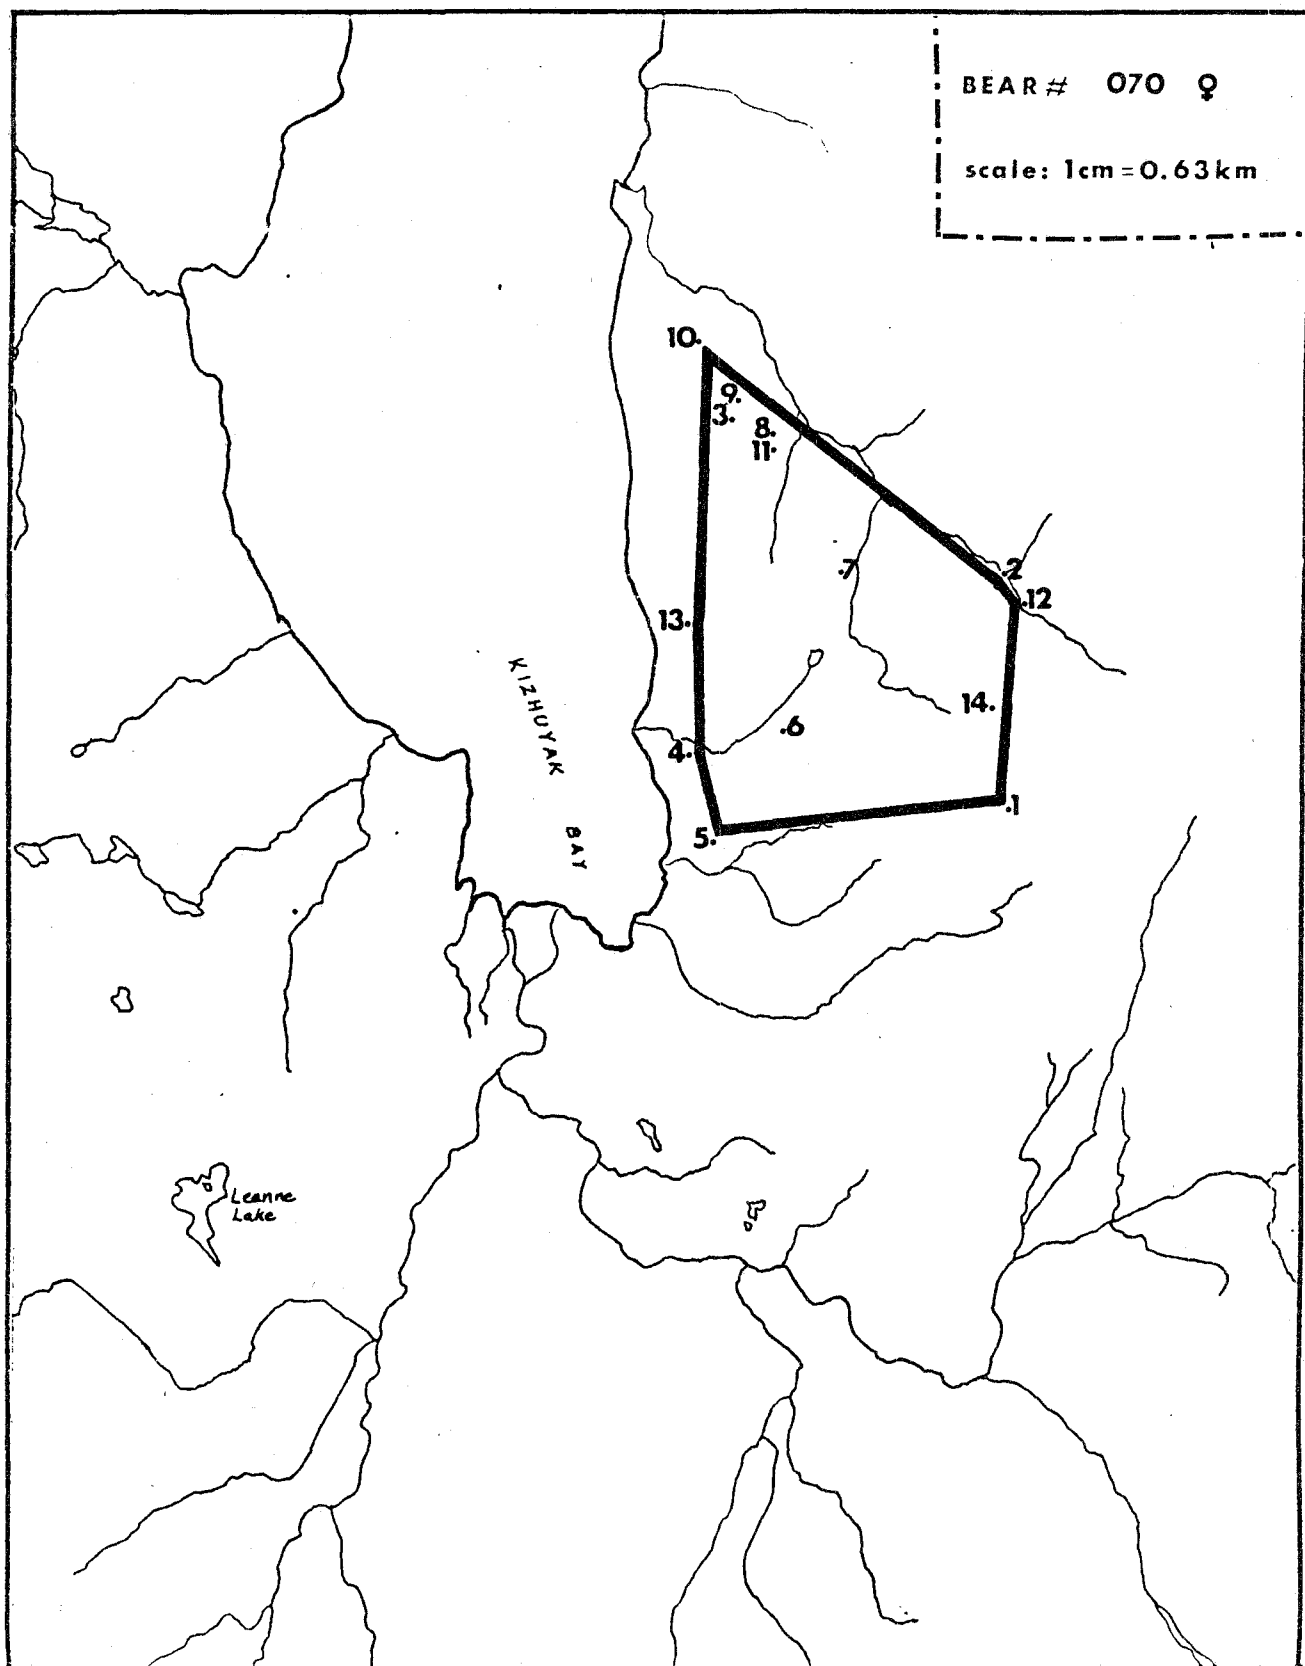 BEAR# 070 ♀
scale: 1cm = 0.63km
10.
9.
3.
8.
11.
.7
.2
.12
13.
14.
.6
4.
.1
5.
KIZHUYAK
BAY
Leanne
Lake